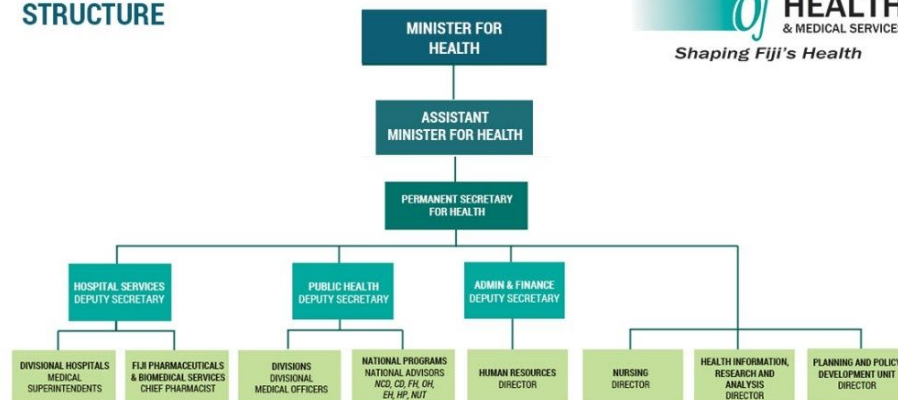 STRUCTURE
of
HEALTH
& MEDICAL SERVICES
Shaping Fiji's Health
MINISTER FOR
HEALTH
ASSISTANT
MINISTER FOR HEALTH
PERMANENT SECRETARY
FOR HEALTH
HOSPITAL SERVICES
DEPUTY SECRETARY
PUBLIC HEALTH
DEPUTY SECRETARY
ADMIN & FINANCE
DEPUTY SECRETARY
DIVISIONAL HOSPITALS
MEDICAL
SUPERINTENDENTS
FIJI PHARMACEUTICALS
& BIOMEDICAL SERVICES
CHIEF PHARMACIST
DIVISIONS
DIVISIONAL
MEDICAL OFFICERS
NATIONAL PROGRAMS
NATIONAL ADVISORS
NCD, CD, FH, OH,
EH, HP, NUT
HUMAN RESOURCES
DIRECTOR
NURSING
DIRECTOR
HEALTH INFORMATION,
RESEARCH AND
ANALYSIS
DIRECTOR
PLANNING AND POLICY
DEVELOPMENT UNIT
DIRECTOR